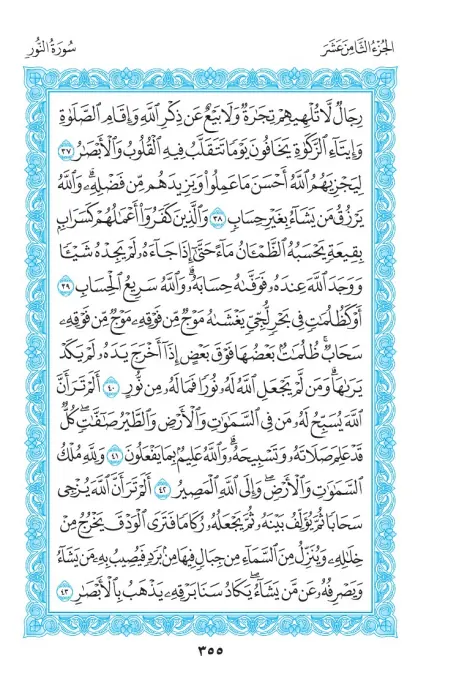 الجزء الثامن عشر
سورة النور
رِجَالٌ لَّا تُلْهِيهِمْ تِجَٰرَةٌ وَلَا بَيْعٌ عَن ذِكْرِ ٱللَّهِ وَإِقَامِ ٱلصَّلَوٰةِ
وَإِيتَآءِ ٱلزَّكَوٰةِ يَخَافُونَ يَوْمًا تَتَقَلَّبُ فِيهِ ٱلْقُلُوبُ وَٱلْأَبْصَٰرُ ٣٧
لِيَجْزِيَهُمُ ٱللَّهُ أَحْسَنَ مَا عَمِلُوا۟ وَيَزِيدَهُم مِّن فَضْلِهِۦ ۗ وَٱللَّهُ
يَرْزُقُ مَن يَشَآءُ بِغَيْرِ حِسَابٍ ٣٨ وَٱلَّذِينَ كَفَرُوٓا۟ أَعْمَٰلُهُمْ كَسَرَابٍۭ
بِقِيعَةٍ يَحْسَبُهُ ٱلظَّمْـَٔانُ مَآءً حَتَّىٰٓ إِذَا جَآءَهُۥ لَمْ يَجِدْهُ شَيْـًٔا
وَوَجَدَ ٱللَّهَ عِندَهُۥ فَوَفَّىٰهُ حِسَابَهُۥ ۗ وَٱللَّهُ سَرِيعُ ٱلْحِسَابِ ٣٩
أَوْ كَظُلُمَٰتٍ فِى بَحْرٍ لُّجِّىٍّ يَغْشَىٰهُ مَوْجٌ مِّن فَوْقِهِۦ مَوْجٌ مِّن فَوْقِهِۦ
سَحَابٌ ۚ ظُلُمَٰتٌۢ بَعْضُهَا فَوْقَ بَعْضٍ إِذَآ أَخْرَجَ يَدَهُۥ لَمْ يَكَدْ
يَرَىٰهَا ۗ وَمَن لَّمْ يَجْعَلِ ٱللَّهُ لَهُۥ نُورًا فَمَا لَهُۥ مِن نُّورٍ ٤٠ أَلَمْ تَرَ أَنَّ
ٱللَّهَ يُسَبِّحُ لَهُۥ مَن فِى ٱلسَّمَٰوَٰتِ وَٱلْأَرْضِ وَٱلطَّيْرُ صَٰٓفَّٰتٍ ۖ كُلٌّ
قَدْ عَلِمَ صَلَاتَهُۥ وَتَسْبِيحَهُۥ ۗ وَٱللَّهُ عَلِيمٌۢ بِمَا يَفْعَلُونَ ٤١ وَلِلَّهِ مُلْكُ
ٱلسَّمَٰوَٰتِ وَٱلْأَرْضِ ۖ وَإِلَى ٱللَّهِ ٱلْمَصِيرُ ٤٢ أَلَمْ تَرَ أَنَّ ٱللَّهَ يُزْجِى
سَحَابًا ثُمَّ يُؤَلِّفُ بَيْنَهُۥ ثُمَّ يَجْعَلُهُۥ رُكَامًا فَتَرَى ٱلْوَدْقَ يَخْرُجُ مِنْ
خِلَٰلِهِۦ وَيُنَزِّلُ مِنَ ٱلسَّمَآءِ مِن جِبَالٍ فِيهَا مِنۢ بَرَدٍ فَيُصِيبُ بِهِۦ مَن يَشَآءُ
وَيَصْرِفُهُۥ عَن مَّن يَشَآءُ ۖ يَكَادُ سَنَا بَرْقِهِۦ يَذْهَبُ بِٱلْأَبْصَٰرِ ٤٣
٣٥٥